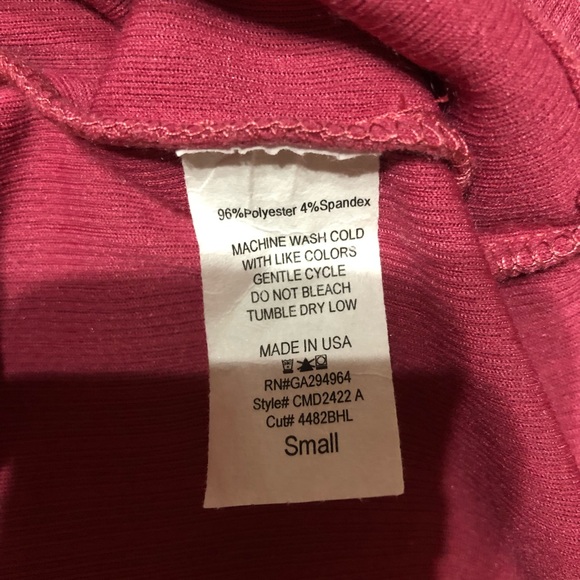 96%Polyester 4%Spandex
MACHINE WASH COLD
WITH LIKE COLORS
GENTLE CYCLE
DO NOT BLEACH
TUMBLE DRY LOW
MADE IN USA
RN#GA294964
Style# CMD2422 A
Cut# 4482BHL
Small